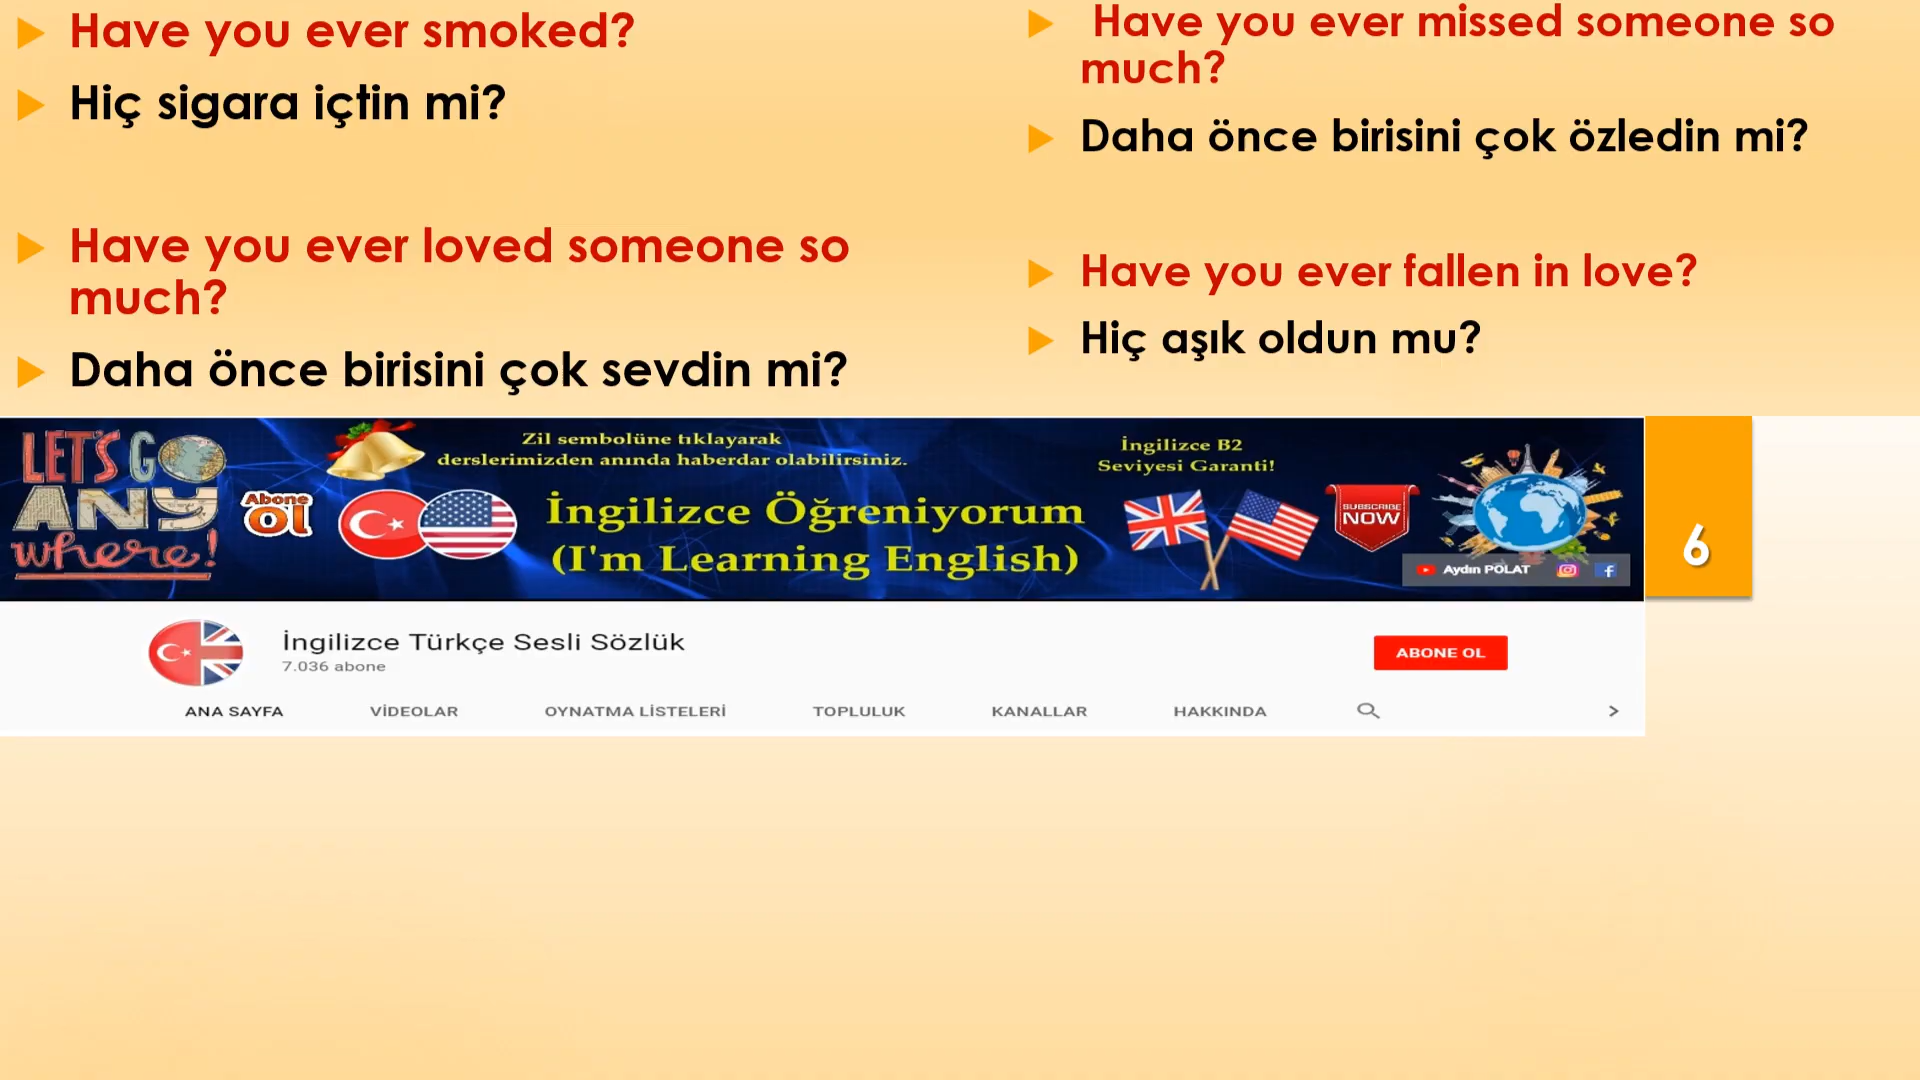 Have you ever smoked?
Hiç sigara içtin mi?
Have you ever loved someone so
much?
Daha önce birisini çok sevdin mi?
Have you ever missed someone so
much?
Daha önce birisini çok özledin mi?
Have you ever fallen in love?
Hiç aşık oldun mu?
LET'S GO
ANY
where!
Abone
Ol
Zil sembolüne tıklayarak
derslerimizden anında haberdar olabilirsiniz.
İngilizce Öğreniyorum
(I'm Learning English)
İngilizce B2
Seviyesi Garanti!
SUBSCRIBE
NOW
Aydın POLAT
6
İngilizce Türkçe Sesli Sözlük
7.036 abone
ABONE OL
ANA SAYFA VİDEOLAR OYNATMA LİSTELERİ TOPLULUK KANALLAR HAKKINDA